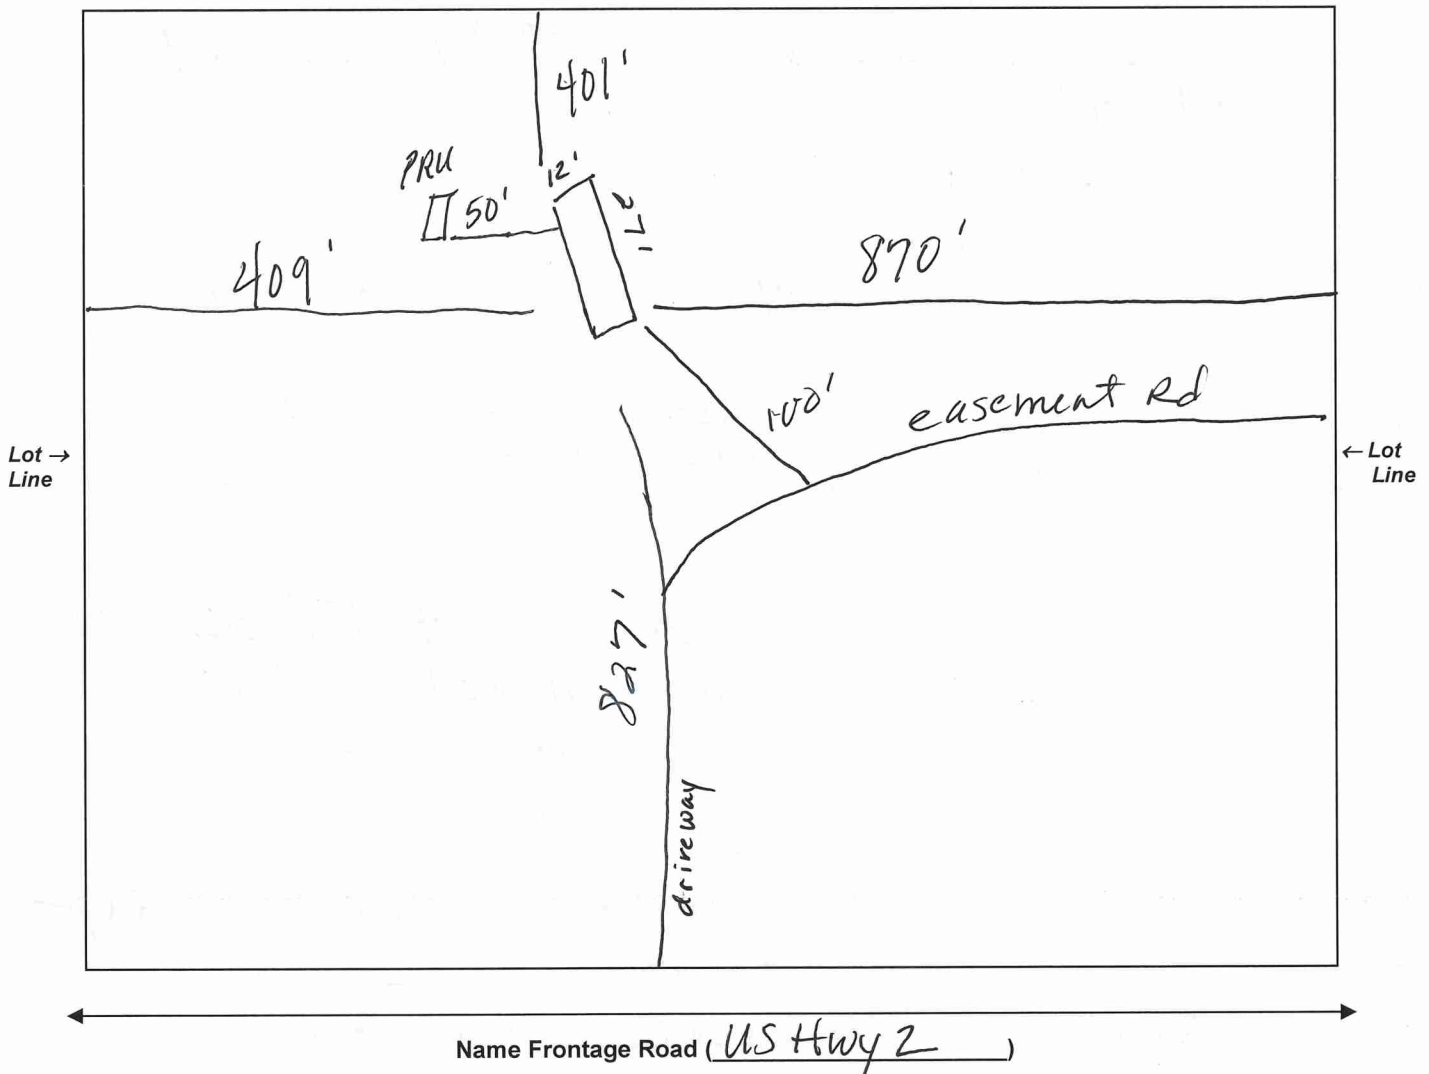 401'
PRU
12'
50'
27'
409'
870'
100'
easement Rd
Lot →
Line
← Lot
Line
827'
driveway
Name Frontage Road ( US Hwy 2 )